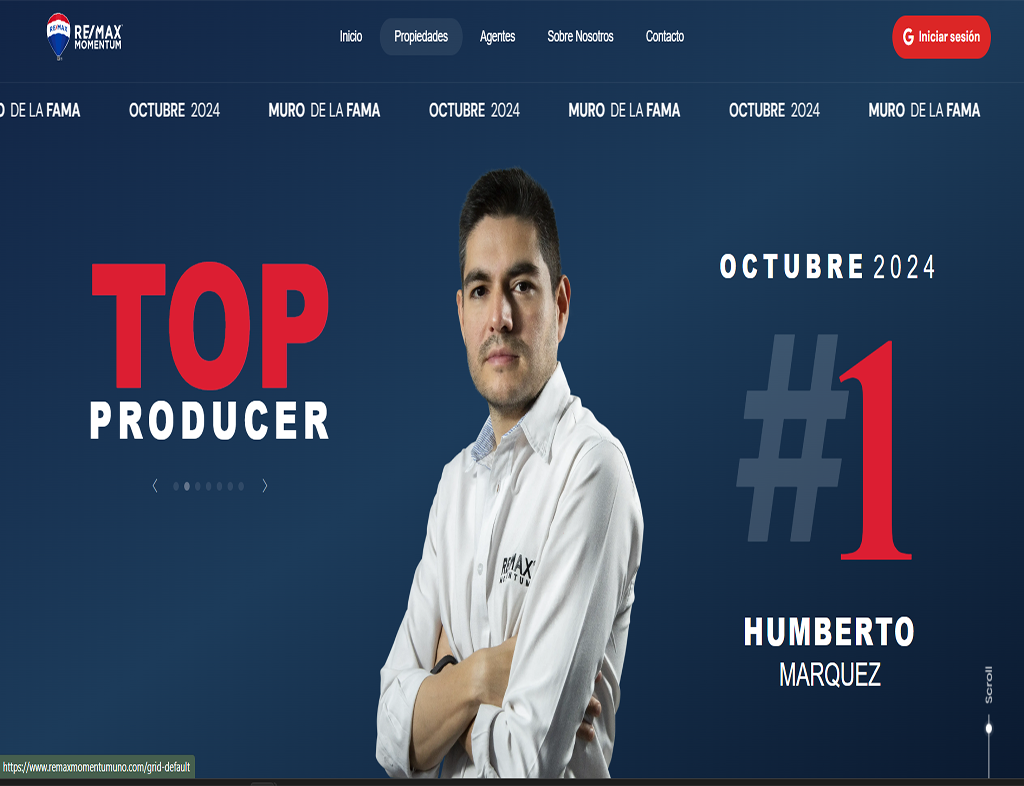 RE/MAX
MOMENTUM
Inicio
Propiedades
Agentes
Sobre Nosotros
Contacto
G Iniciar sesión
O DE LA FAMA OCTUBRE 2024 MURO DE LA FAMA OCTUBRE 2024 MURO DE LA FAMA OCTUBRE 2024 MURO DE LA FAMA
TOP
PRODUCER
OCTUBRE 2024
#1
HUMBERTO
MARQUEZ
RE/MAX
MOMENTUM
Scroll
https://www.remaxmomentumuno.com/grid-default